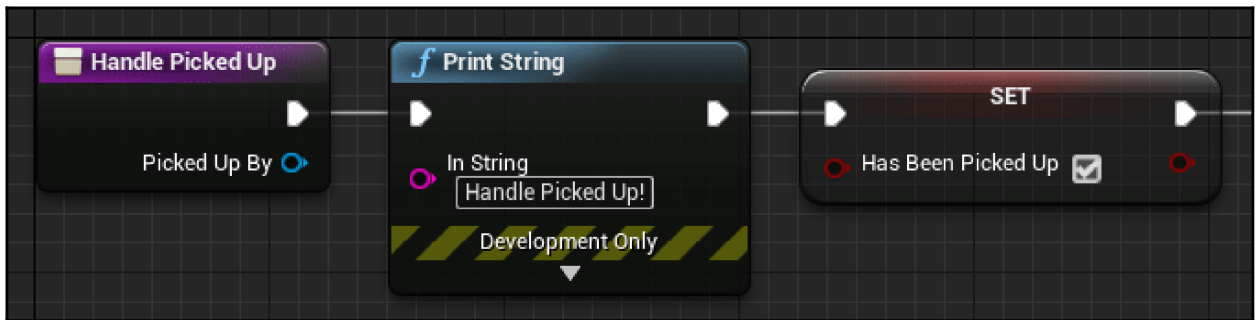 Handle Picked Up
Picked Up By
f Print String
In String
Handle Picked Up!
Development Only
SET
Has Been Picked Up